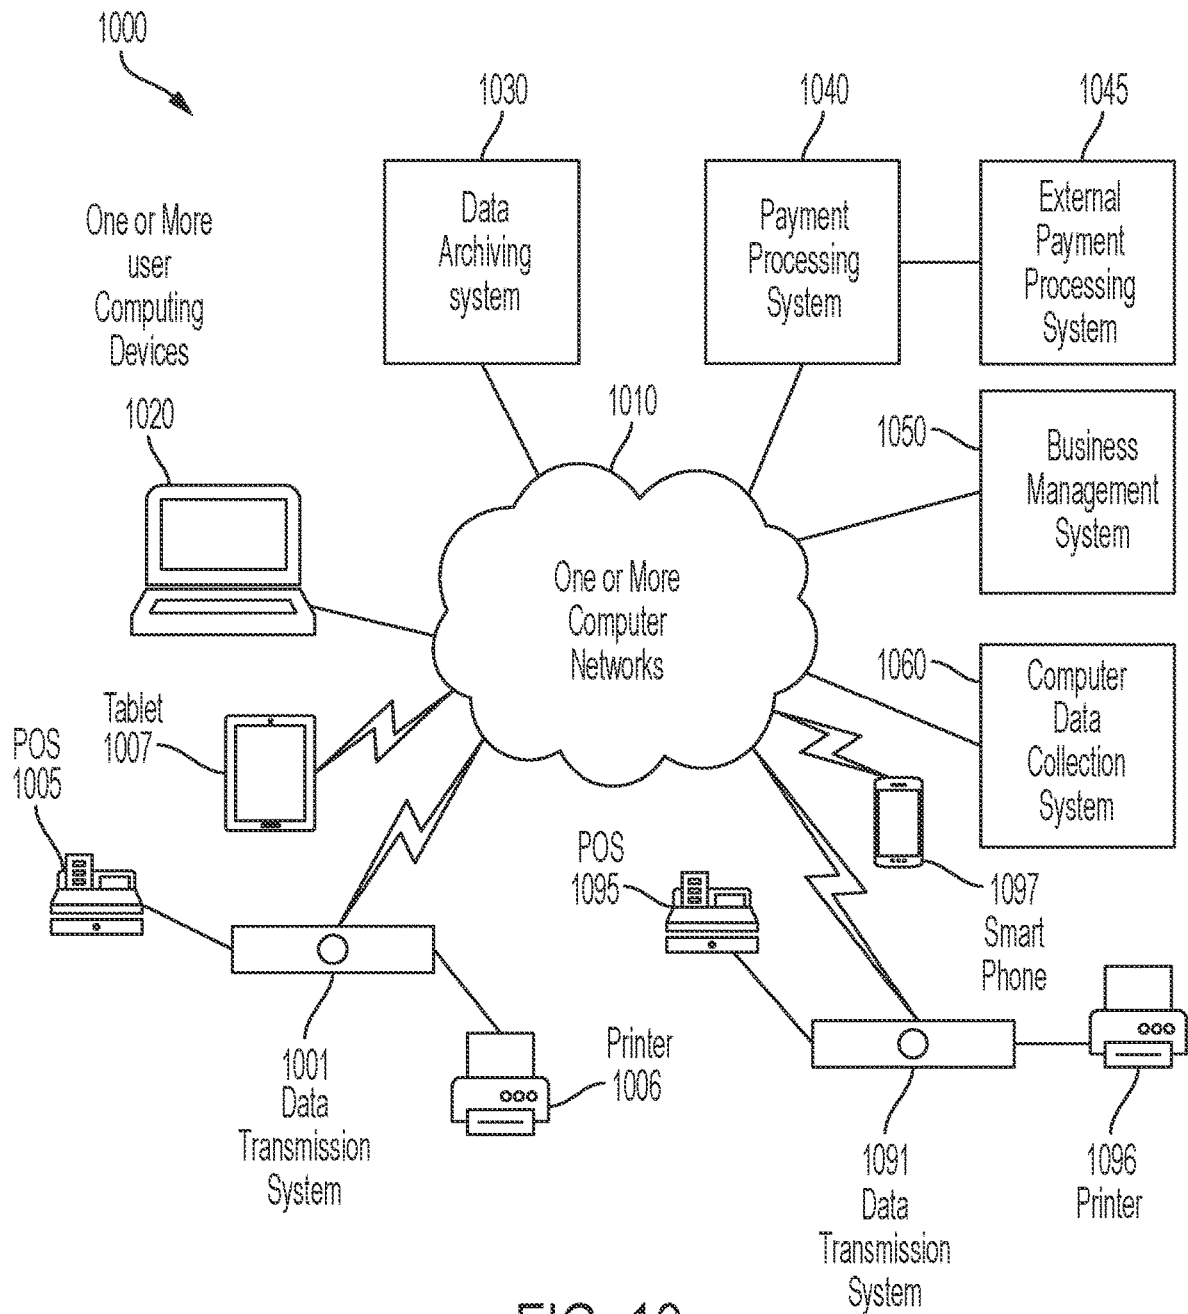 1000
1030
1040
1045
One or More
user
Computing
Devices
Data
Archiving
system
Payment
Processing
System
External
Payment
Processing
System
1020
1010
1050
Business
Management
System
One or More
Computer
Networks
1060
Computer
Data
Collection
System
Tablet
1007
POS
1005
POS
1095
1097
Smart
Phone
1001
Data
Transmission
System
Printer
1006
1091
Data
Transmission
System
1096
Printer